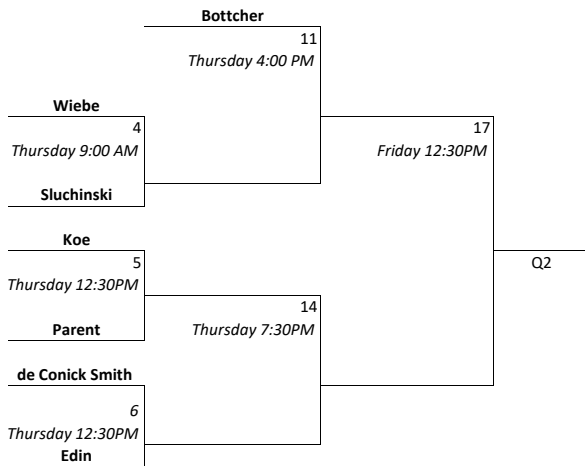 Bottcher
11
Thursday 4:00 PM
Wiebe
4
17
Thursday 9:00 AM
Friday 12:30PM
Sluchinski
Koe
5
Q2
Thursday 12:30PM
14
Parent
Thursday 7:30PM
de Conick Smith
6
Thursday 12:30PM
Edin